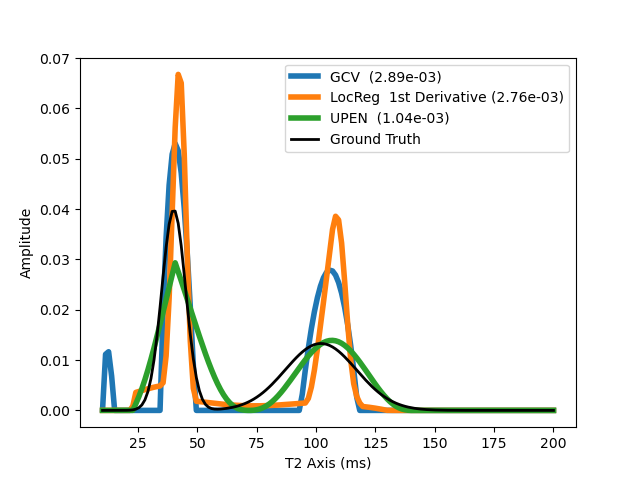 0.07
0.06
0.05
0.04
0.03
0.02
0.01
0.00
Amplitude
GCV (2.89e-03)
LocReg 1st Derivative (2.76e-03)
UPEN (1.04e-03)
Ground Truth
25 50 75 100 125 150 175 200
T2 Axis (ms)